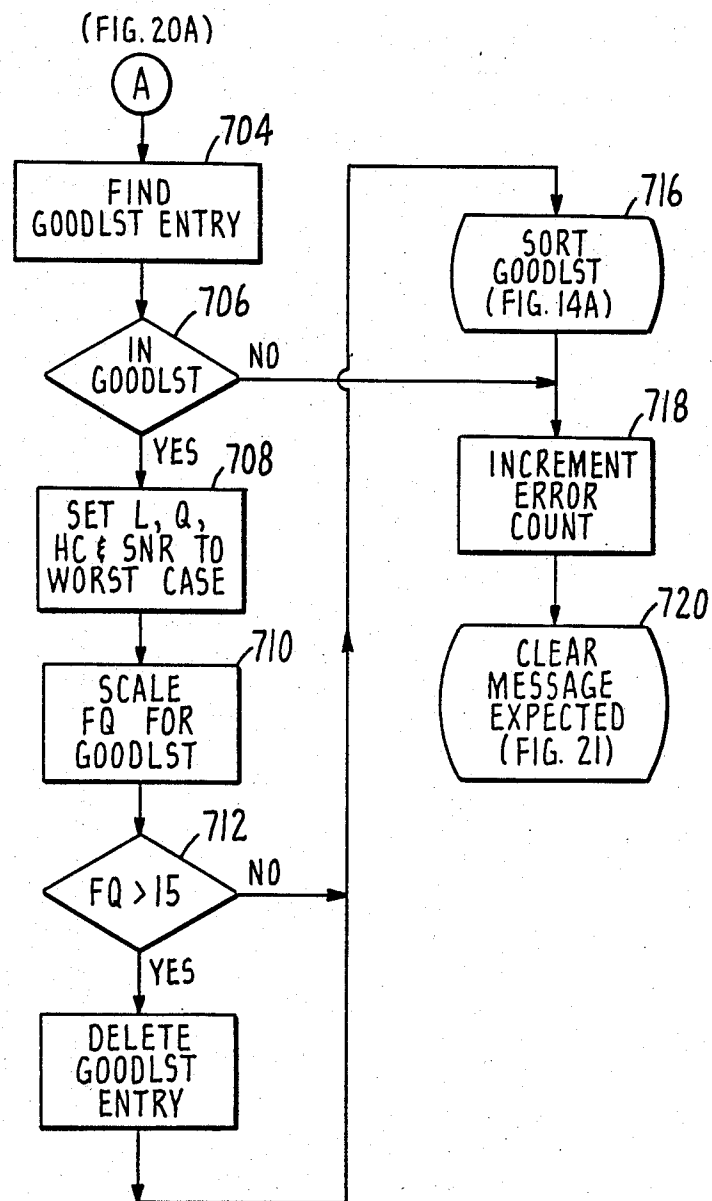 (FIG. 20A)
A
704
FIND
GOODLST ENTRY
706
IN
GOODLST
NO
YES
708
SET L, Q,
HC & SNR TO
WORST CASE
710
SCALE
FQ FOR
GOODLST
712
FQ > 15
NO
YES
DELETE
GOODLST
ENTRY
716
SORT
GOODLST
(FIG. 14A)
718
INCREMENT
ERROR
COUNT
720
CLEAR
MESSAGE
EXPECTED
(FIG. 21)